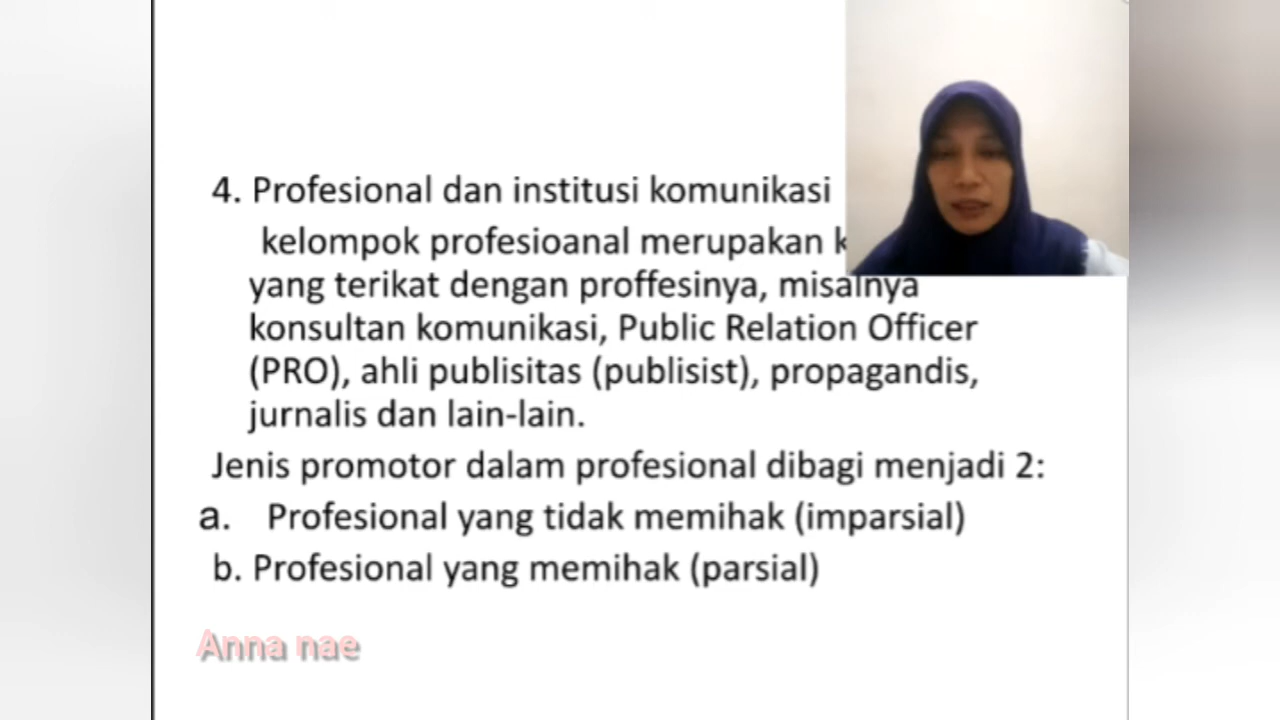 4. Profesional dan institusi komunikasi
kelompok profesioanal merupakan
yang terikat dengan proffesinya, misalnya
konsultan komunikasi, Public Relation Officer
(PRO), ahli publisitas (publisist), propagandis,
jurnalis dan lain-lain.
Jenis promotor dalam profesional dibagi menjadi 2:
a. Profesional yang tidak memihak (imparsial)
b. Profesional yang memihak (parsial)
Anna nae